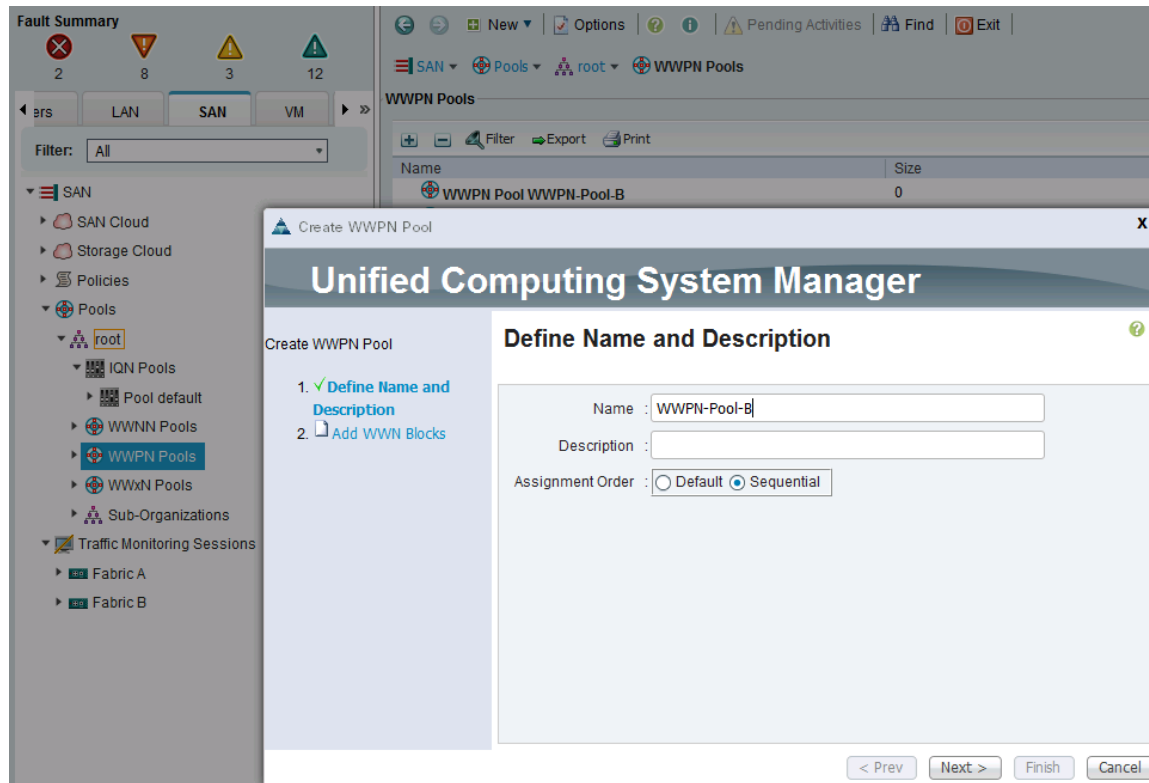 Fault Summary
2 8 3 12
ers LAN SAN VM
Filter: All
SAN
SAN Cloud
Storage Cloud
Policies
Pools
root
IQN Pools
Pool default
WWNN Pools
WWPN Pools
WWxN Pools
Sub-Organizations
Traffic Monitoring Sessions
Fabric A
Fabric B
New Options Pending Activities Find Exit
SAN Pools root WWPN Pools
WWPN Pools
Filter Export Print
Name Size
WWPN Pool WWPN-Pool-B 0
Create WWPN Pool X
Unified Computing System Manager
Create WWPN Pool
1. Define Name and
Description
2. Add WWN Blocks
Define Name and Description
Name : WWPN-Pool-B
Description :
Assignment Order : Default Sequential
< Prev Next > Finish Cancel